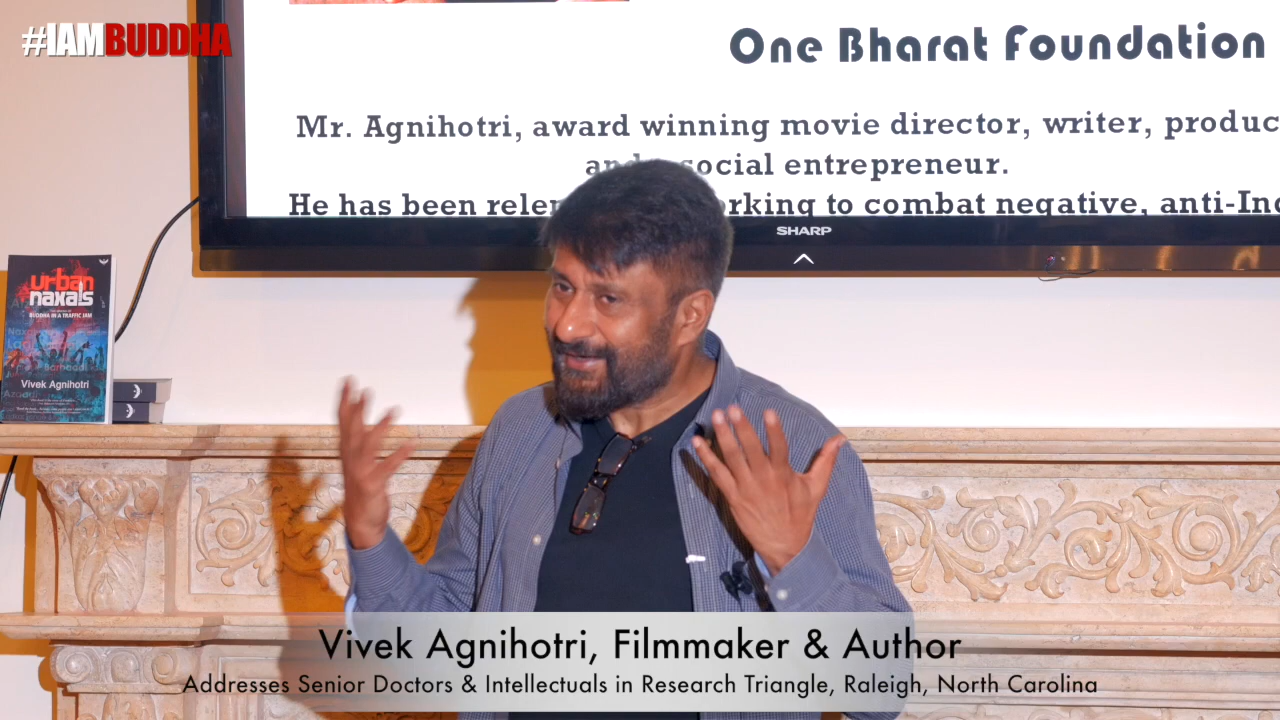 #IAMBUDDHA
One Bharat Foundation
Mr. Agnihotri, award winning movie director, writer, produc
social entrepreneur.
He has been to combat negative, anti-In
SHARP
urban
naxals
BUDDHA IN A TRAFFIC JAM
Vivek Agnihotri
Vivek Agnihotri, Filmmaker & Author
Addresses Senior Doctors & Intellectuals in Research Triangle, Raleigh, North Carolina